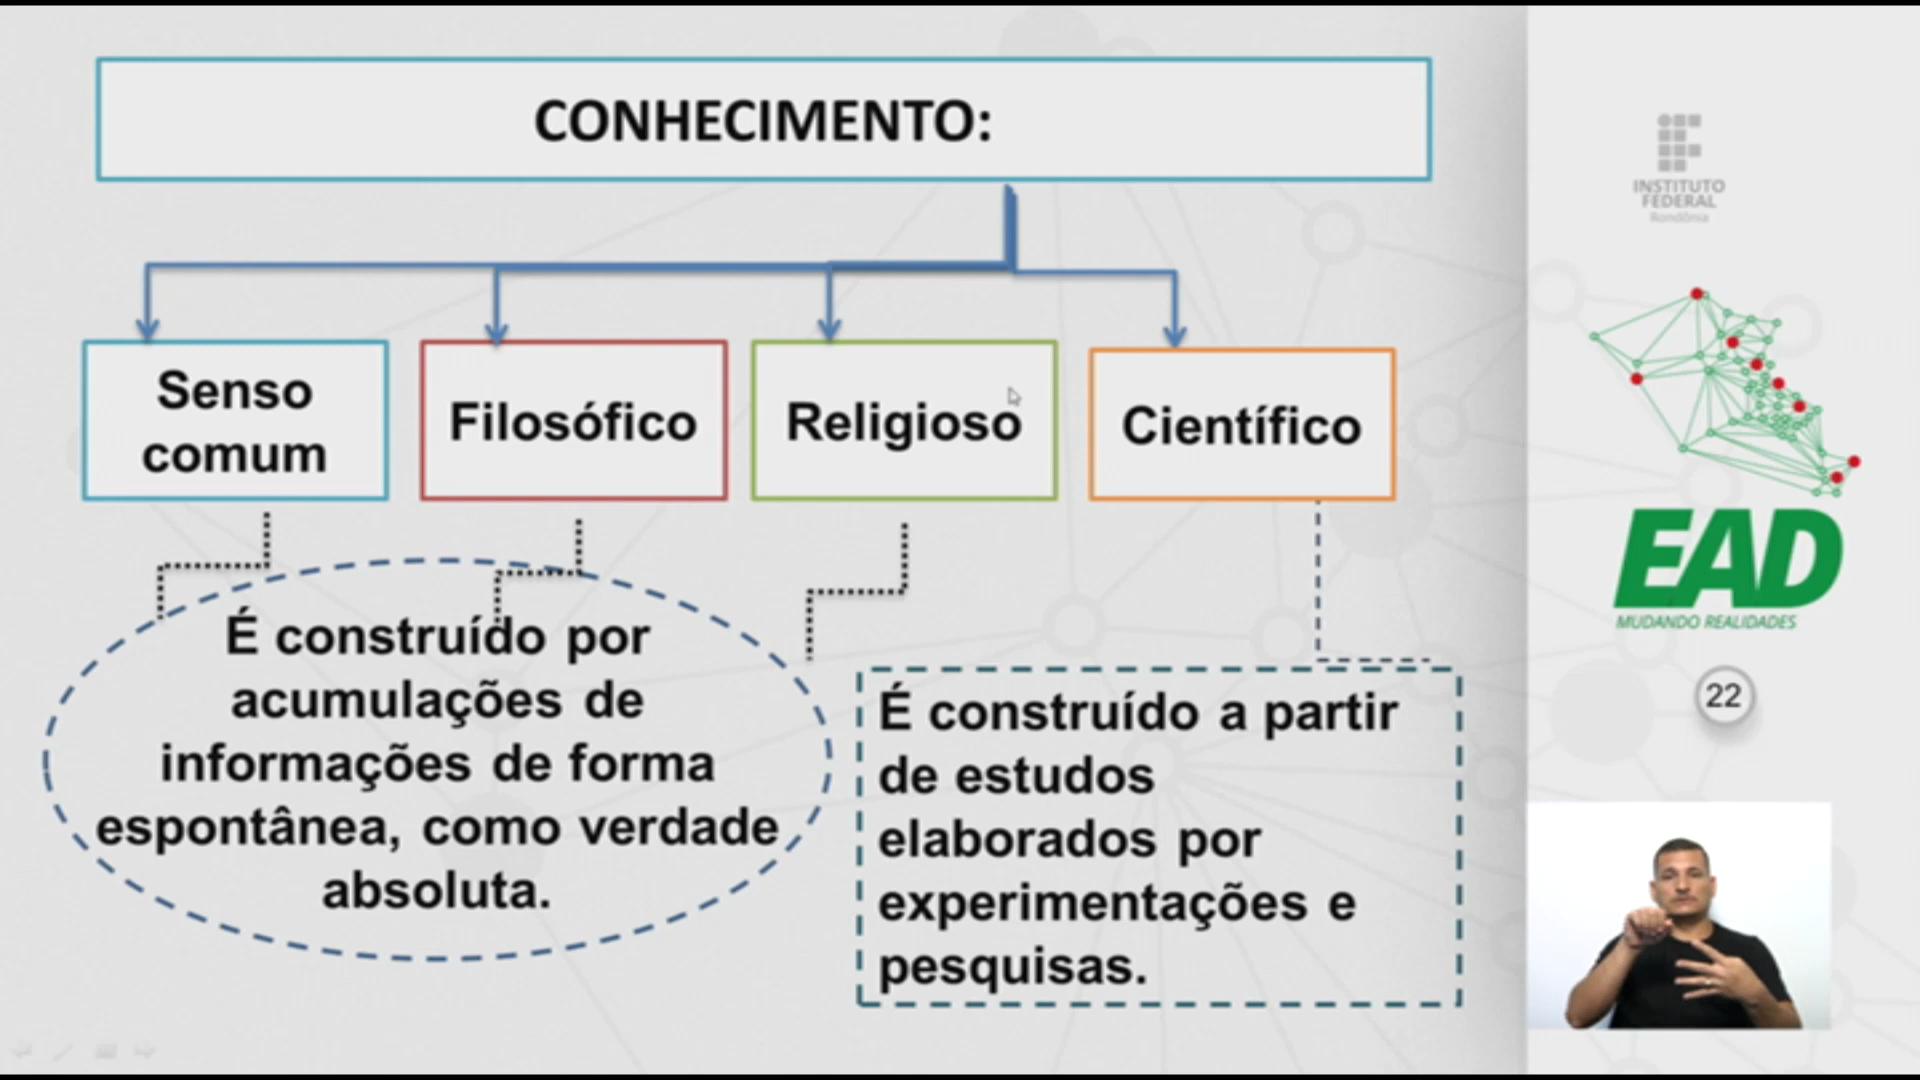 CONHECIMENTO:
Senso
comum
Filosófico
Religioso
Científico
É construído por
acumulações de
informações de forma
espontânea, como verdade
absoluta.
É construído a partir
de estudos
elaborados por
experimentações e
pesquisas.
INSTITUTO
FEDERAL
Rondônia
EAD
MUDANDO REALIDADES
22